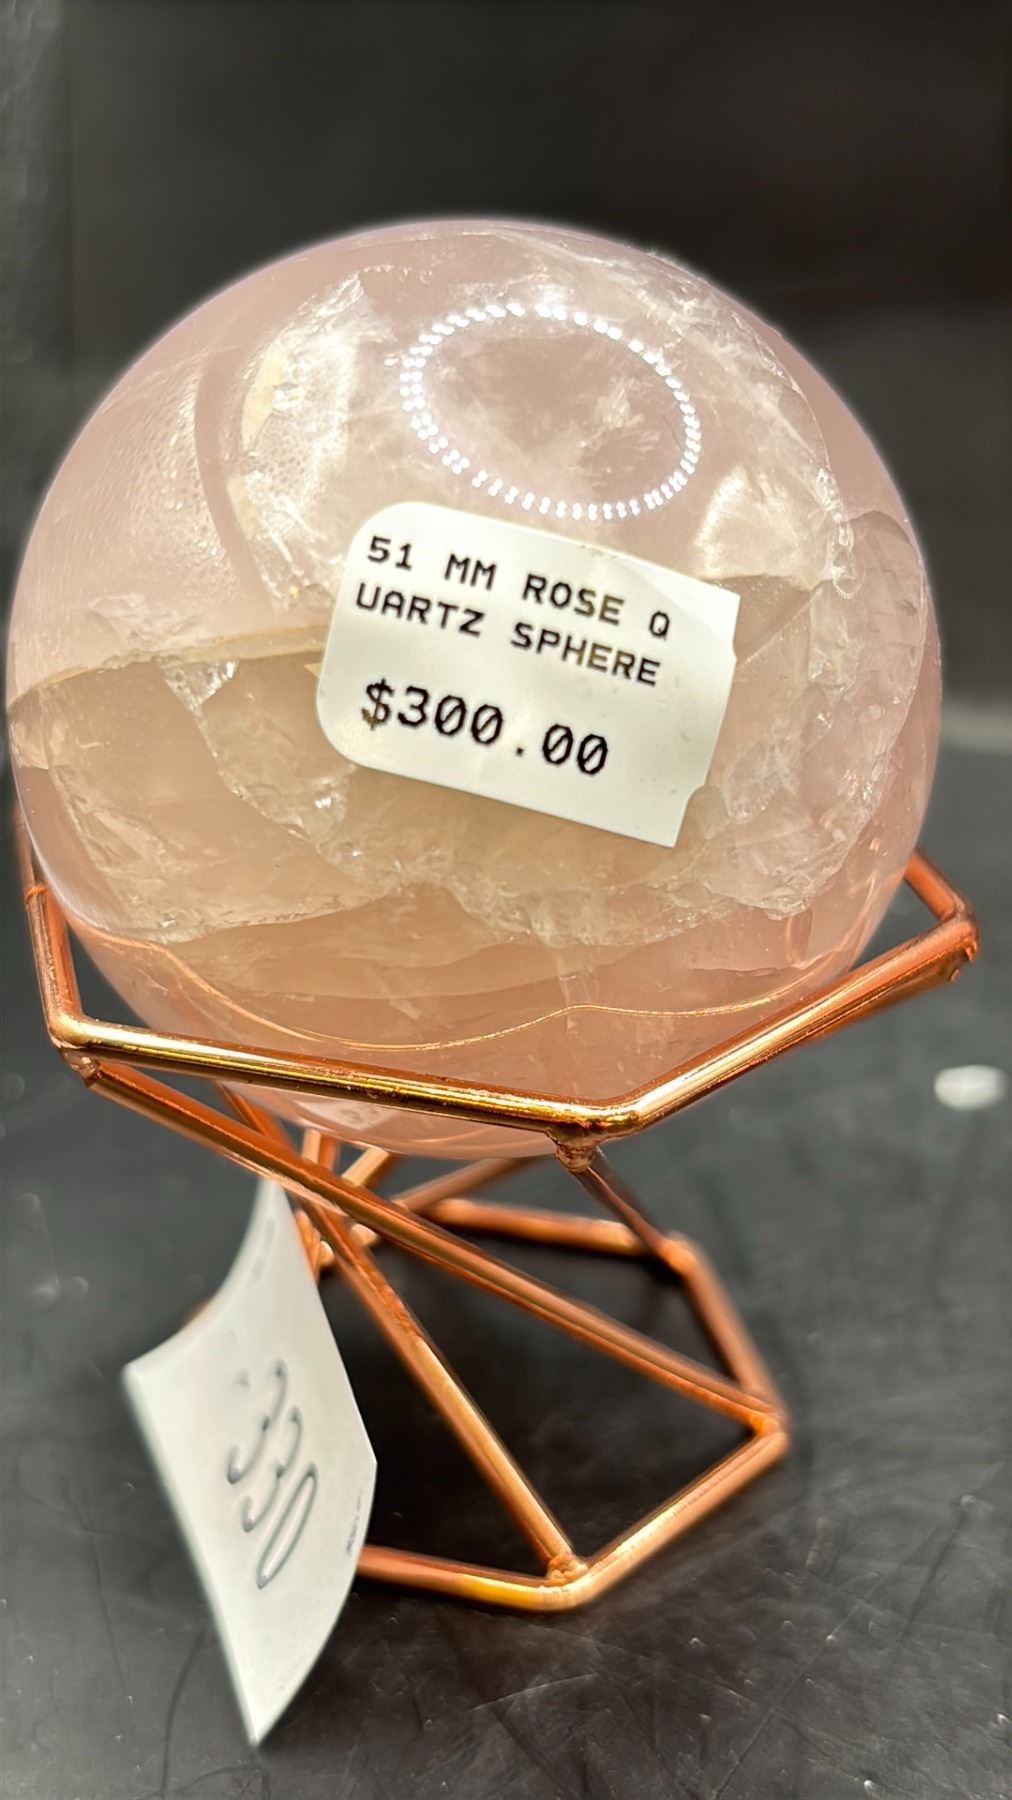 51 MM ROSE Q
UARTZ SPHERE
$300.00
330